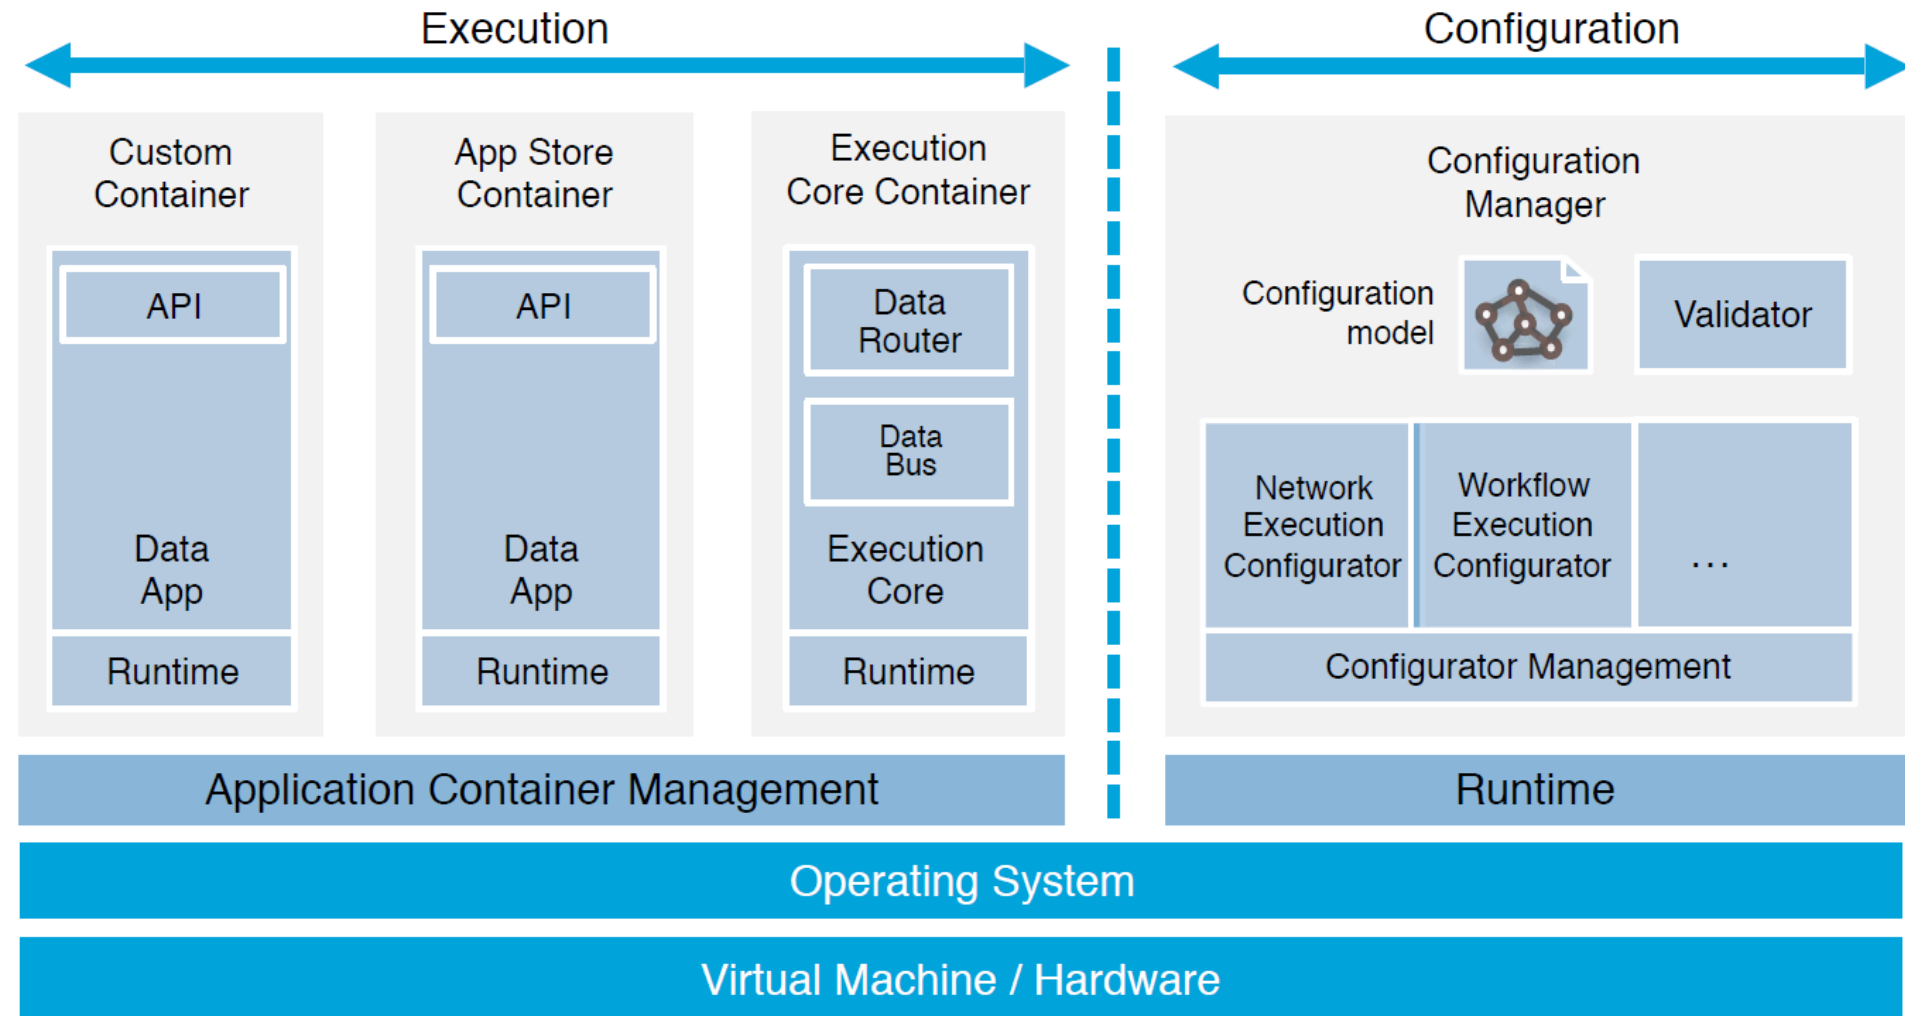 Execution
Configuration
Custom
Container
API
Data
App
Runtime
App Store
Container
API
Data
App
Runtime
Execution
Core Container
Data
Router
Data
Bus
Execution
Core
Runtime
Configuration
Manager
Configuration
model
Validator
Network
Execution
Configurator
Workflow
Execution
Configurator
...
Configurator Management
Application Container Management
Runtime
Operating System
Virtual Machine / Hardware